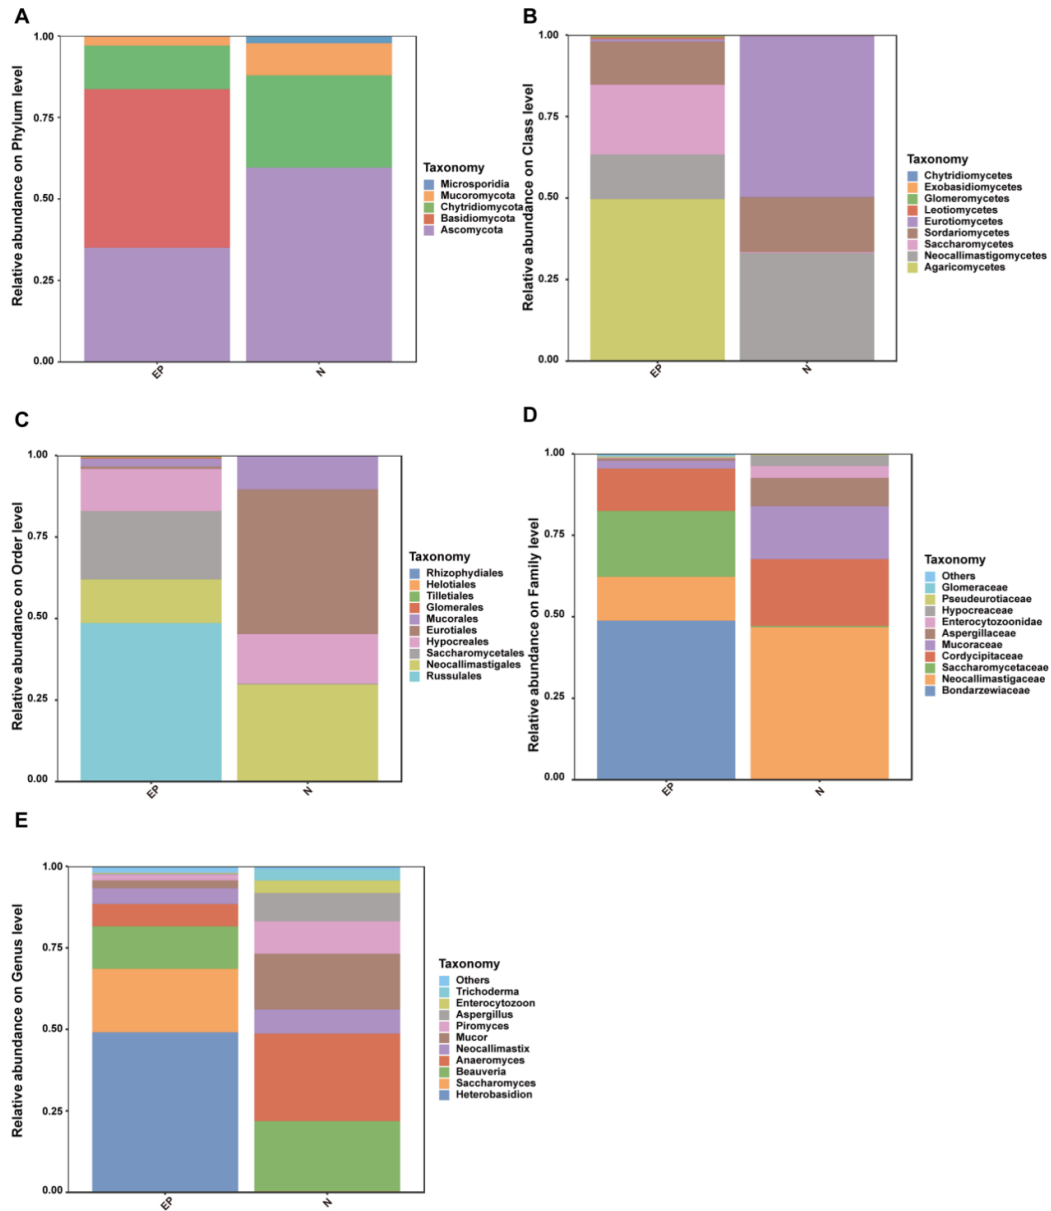 A
Relative abundance on Phylum level
1.00
0.75
0.50
0.25
0.00
EP
N
Taxonomy
Microsporidia
Mucoromycota
Chytridiomycota
Basidiomycota
Ascomycota
B
Relative abundance on Class level
1.00
0.75
0.50
0.25
0.00
EP
N
Taxonomy
Chytridiomycetes
Exobasidiomycetes
Glomeromycetes
Leotiomycetes
Eurotiomycetes
Sordariomycetes
Saccharomycetes
Neocallimastigomycetes
Agaricomycetes
C
Relative abundance on Order level
1.00
0.75
0.50
0.25
0.00
EP
N
Taxonomy
Rhizophydiales
Helotiales
Tilletiales
Glomerales
Mucorales
Eurotiales
Hypocreales
Saccharomycetales
Neocallimastigales
Russulales
D
Relative abundance on Family level
1.00
0.75
0.50
0.25
0.00
EP
N
Taxonomy
Others
Glomeraceae
Pseudeurotiaceae
Hypocreaceae
Enterocytozoonidae
Aspergillaceae
Mucoraceae
Cordycipitaceae
Saccharomycetaceae
Neocallimastigaceae
Bondarzewiaceae
E
Relative abundance on Genus level
1.00
0.75
0.50
0.25
0.00
EP
N
Taxonomy
Others
Trichoderma
Enterocytozoon
Aspergillus
Piromyces
Mucor
Neocallimastix
Anaeromyces
Beauveria
Saccharomyces
Heterobasidion